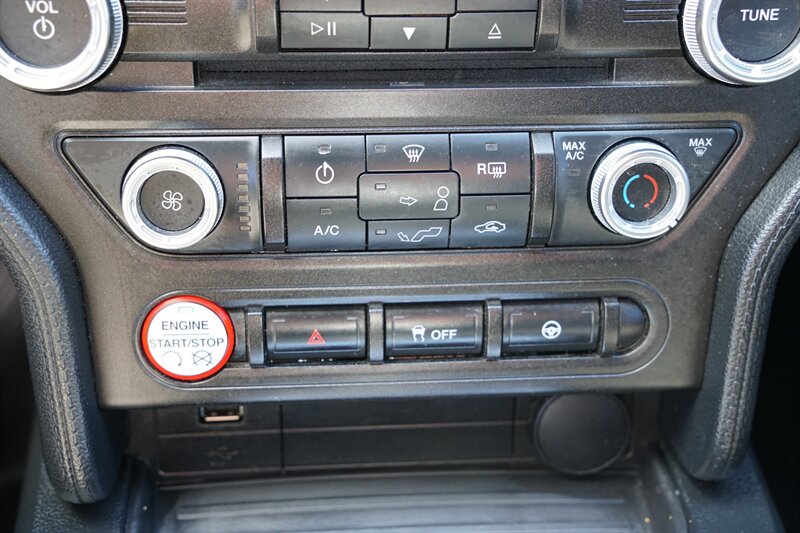 VOL
TUNE
MAX
A/C
MAX
R
A/C
ENGINE
START/STOP
OFF